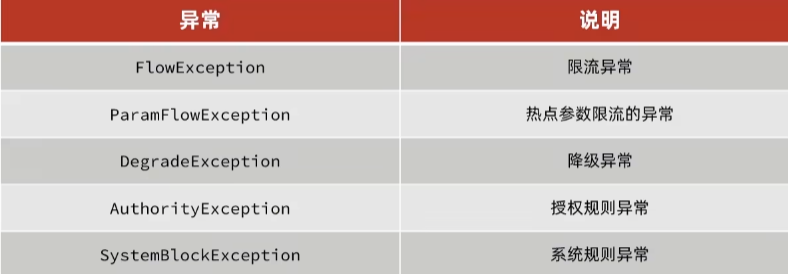 异常 说明
FlowException 限流异常
ParamFlowException 热点参数限流的异常
DegradeException 降级异常
AuthorityException 授权规则异常
SystemBlockException 系统规则异常